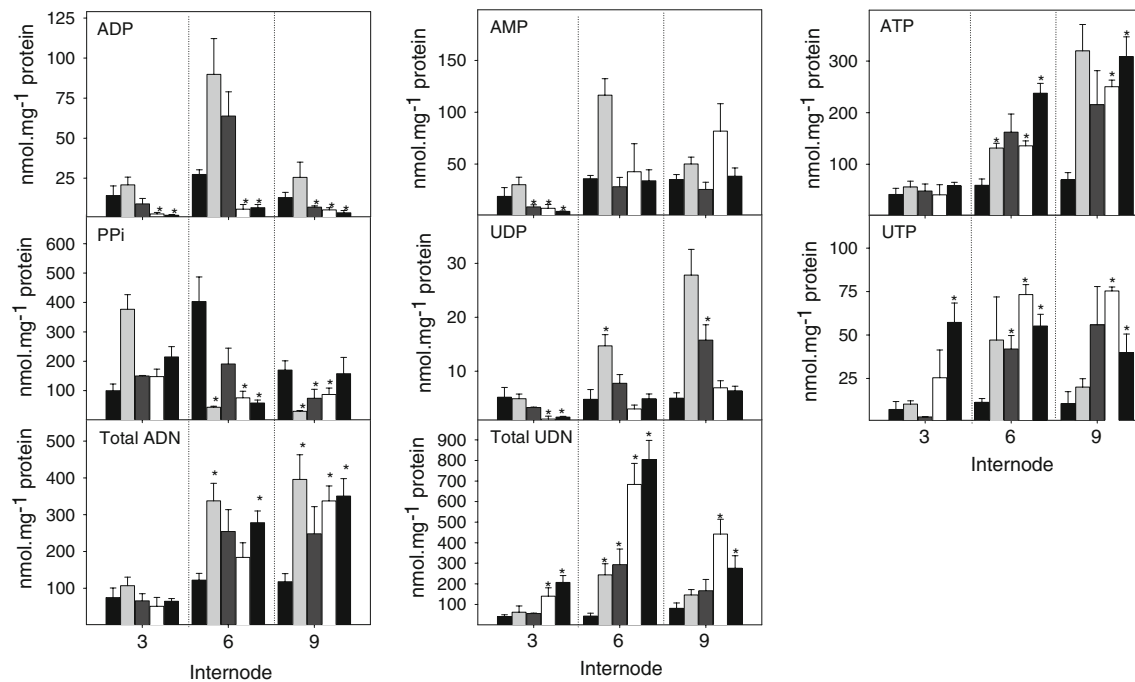 ADP
nmol.mg-1 protein
125
100
75
50
25
* * * * * *
AMP
nmol.mg-1 protein
150
100
50
* * *
ATP
nmol.mg-1 protein
300
200
100
* * * * *
PPi
nmol.mg-1 protein
600
500
400
300
200
100
* * * * * *
UDP
nmol.mg-1 protein
30
20
10
* * * *
UTP
nmol.mg-1 protein
100
75
50
25
* * * * * *
3 6 9
Internode
Total ADN
nmol.mg-1 protein
500
400
300
200
100
* * * * *
3 6 9
Internode
Total UDN
nmol.mg-1 protein
900
800
700
600
500
400
300
200
100
* * * * * * * *
3 6 9
Internode